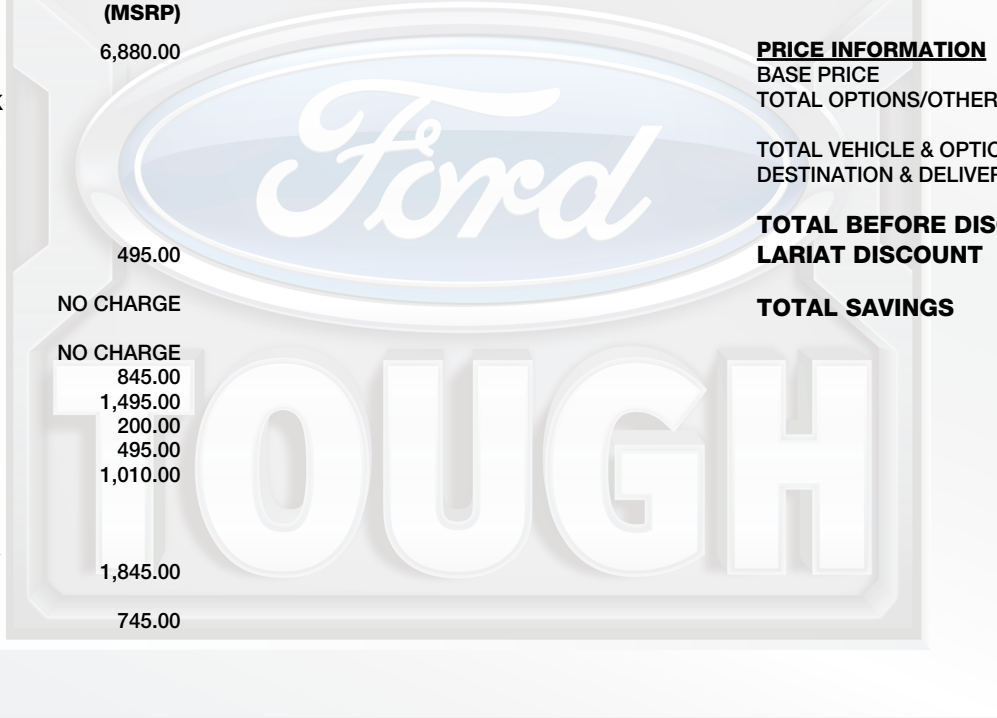 (MSRP)
6,880.00
495.00
NO CHARGE
NO CHARGE
845.00
1,495.00
200.00
495.00
1,010.00
1,845.00
745.00
PRICE INFORMATION
BASE PRICE
TOTAL OPTIONS/OTHER
TOTAL VEHICLE & OPTIO
DESTINATION & DELIVER
TOTAL BEFORE DISC
LARIAT DISCOUNT
TOTAL SAVINGS
Ford
TOUGH